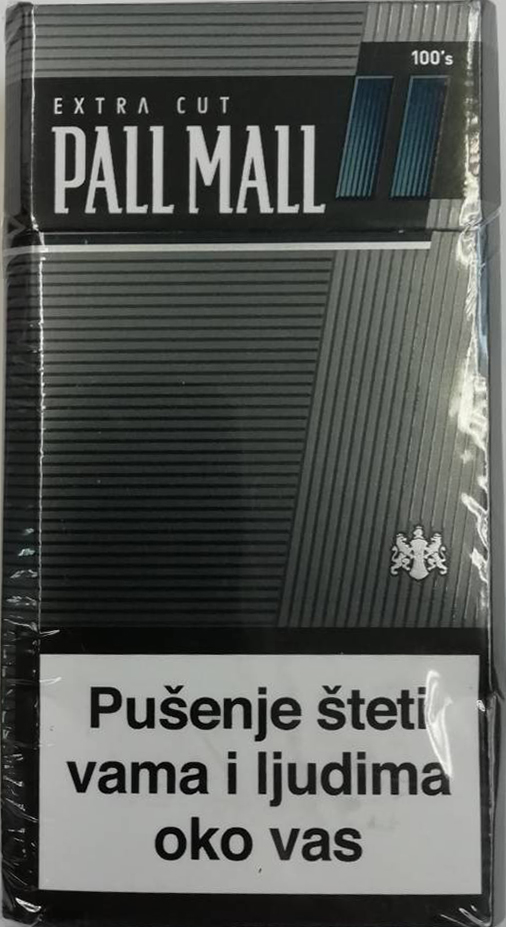 100's
EXTRA CUT
PALL MALL
Pušenje šteti
vama i ljudima
oko vas